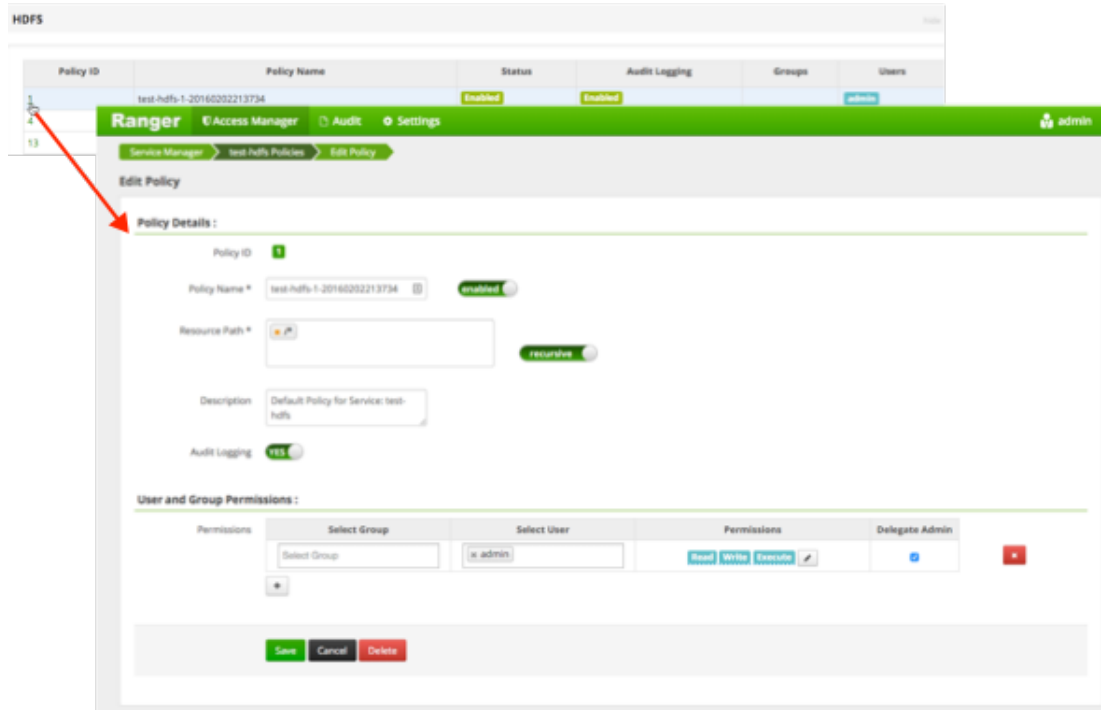 HDFS
Hide
Policy ID Policy Name Status Audit Logging Groups Users
1 test-hdfs-1-20160202213734 Enabled Enabled admin
4
13
Ranger Access Manager Audit Settings admin
Service Manager test-hdfs Policies Edit Policy
Edit Policy
Policy Details :
Policy ID 1
Policy Name * test-hdfs-1-20160202213734 enabled
Resource Path * x /*
recursive
Description Default Policy for Service: test-
hdfs
Audit Logging YES
User and Group Permissions :
Permissions Select Group Select User Permissions Delegate Admin
Select Group x admin Read Write Execute
+
Save Cancel Delete